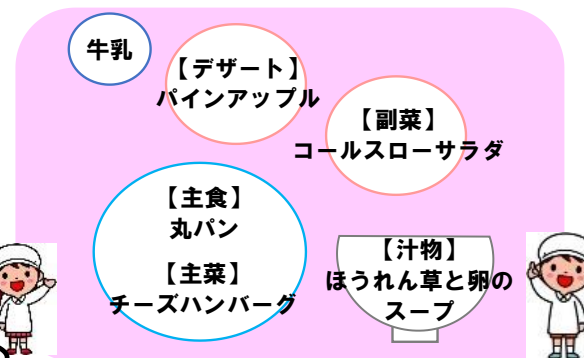 牛乳
【デザート】
パインアップル
【副菜】
コールスローサラダ
【主食】
丸パン
【主菜】
チーズハンバーグ
【汁物】
ほうれん草と卵の
スープ